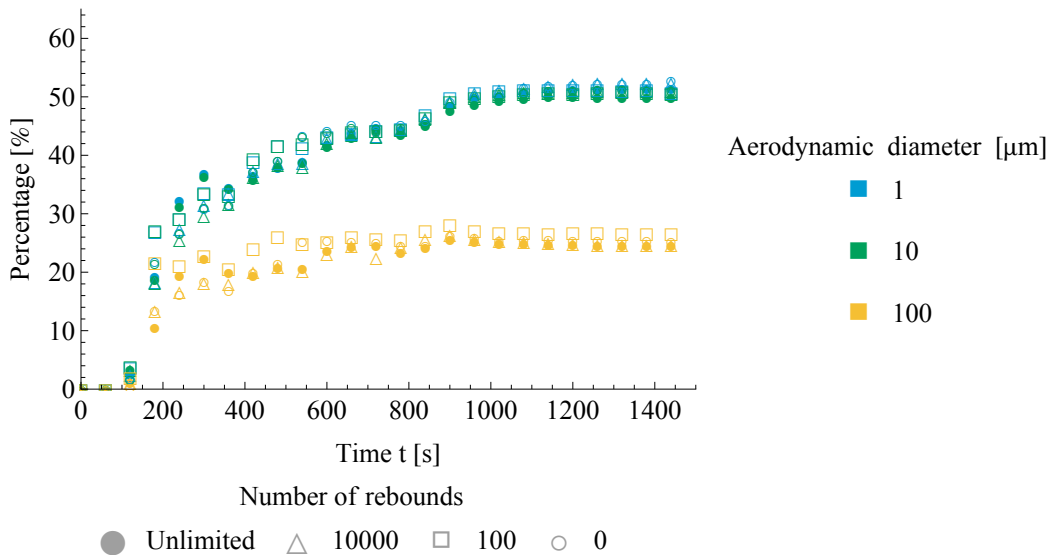 60
50
40
30
20
10
0
Percentage [%]
0 200 400 600 800 1000 1200 1400
Time t [s]
Aerodynamic diameter [μm]
1
10
100
Number of rebounds
Unlimited 10000 100 0